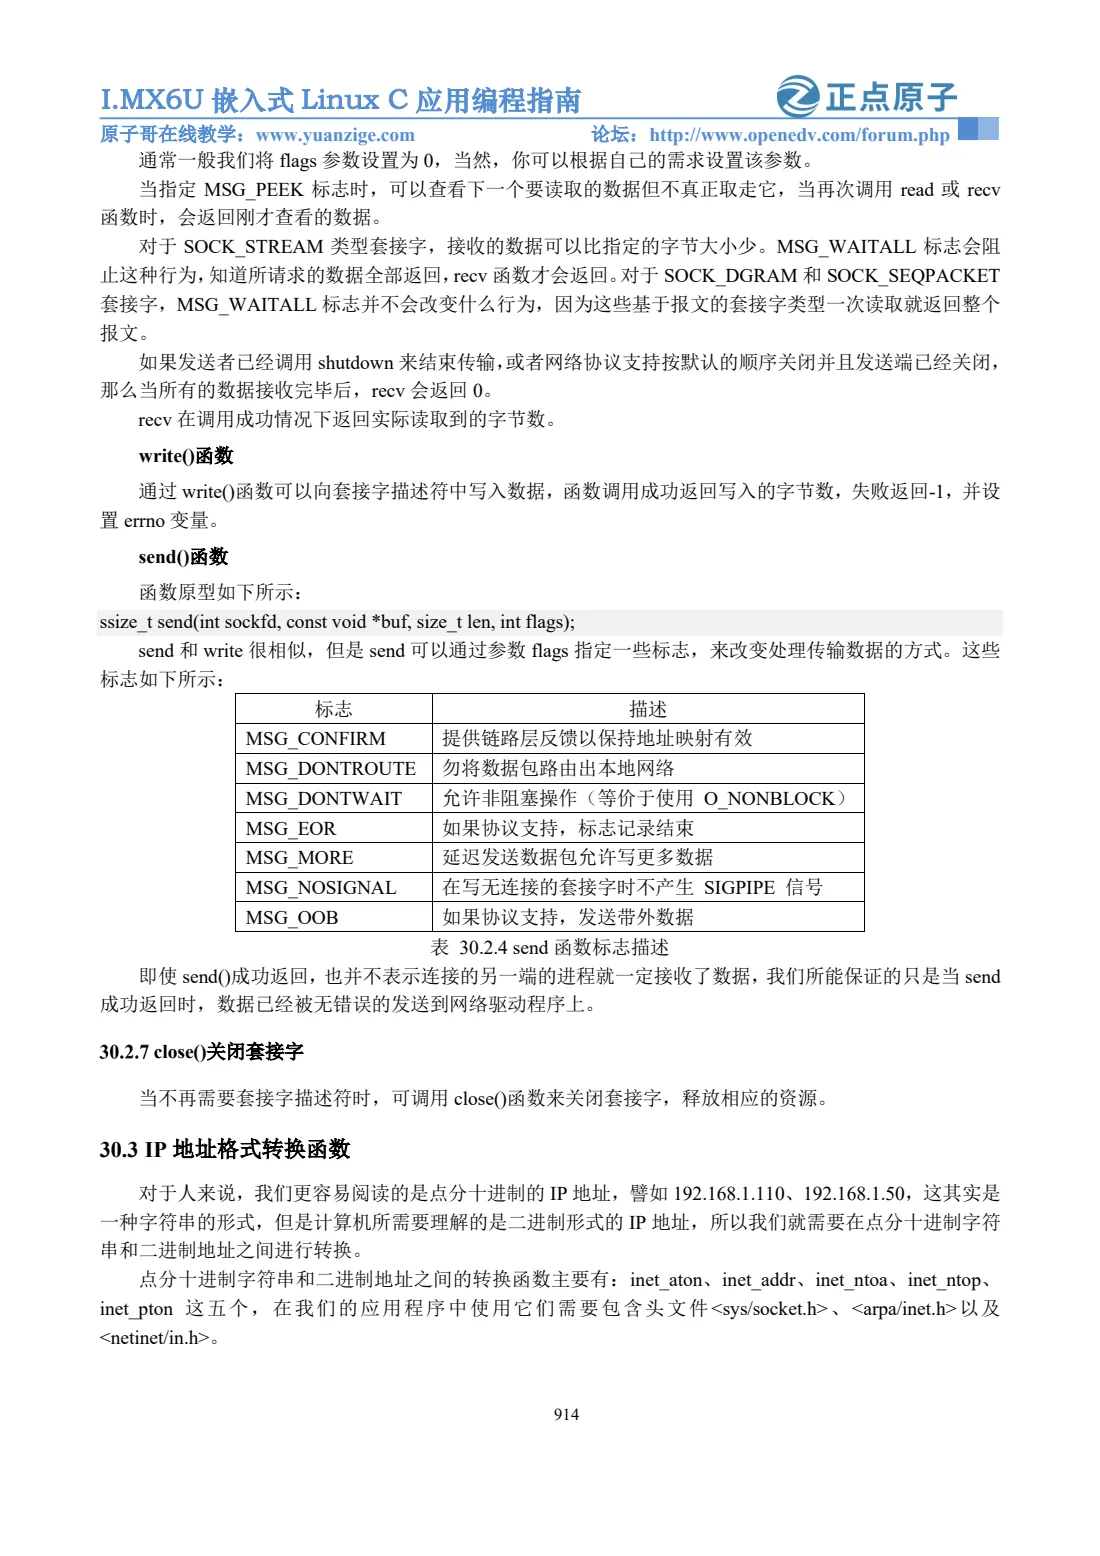 I.MX6U 嵌入式 Linux C 应用编程指南
正点原子
原子哥在线教学：www.yuanzige.com 论坛：http://www.openedv.com/forum.php
通常一般我们将 flags 参数设置为 0，当然，你可以根据自己的需求设置该参数。
当指定 MSG_PEEK 标志时，可以查看下一个要读取的数据但不真正取走它，当再次调用 read 或 recv
函数时，会返回刚才查看的数据。
对于 SOCK_STREAM 类型套接字，接收的数据可以比指定的字节大小少。MSG_WAITALL 标志会阻
止这种行为，知道所请求的数据全部返回，recv 函数才会返回。对于 SOCK_DGRAM 和 SOCK_SEQPACKET
套接字，MSG_WAITALL 标志并不会改变什么行为，因为这些基于报文的套接字类型一次读取就返回整个
报文。
如果发送者已经调用 shutdown 来结束传输，或者网络协议支持按默认的顺序关闭并且发送端已经关闭，
那么当所有的数据接收完毕后，recv 会返回 0。
recv 在调用成功情况下返回实际读取到的字节数。
write()函数
通过 write()函数可以向套接字描述符中写入数据，函数调用成功返回写入的字节数，失败返回-1，并设
置 errno 变量。
send()函数
函数原型如下所示：
ssize_t send(int sockfd, const void *buf, size_t len, int flags);
send 和 write 很相似，但是 send 可以通过参数 flags 指定一些标志，来改变处理传输数据的方式。这些
标志如下所示：
标志 描述
MSG_CONFIRM 提供链路层反馈以保持地址映射有效
MSG_DONTROUTE 勿将数据包路由出本地网络
MSG_DONTWAIT 允许非阻塞操作（等价于使用 O_NONBLOCK）
MSG_EOR 如果协议支持，标志记录结束
MSG_MORE 延迟发送数据包允许写更多数据
MSG_NOSIGNAL 在写无连接的套接字时不产生 SIGPIPE 信号
MSG_OOB 如果协议支持，发送带外数据
表 30.2.4 send 函数标志描述
即使 send()成功返回，也并不表示连接的另一端的进程就一定接收了数据，我们所能保证的只是当 send
成功返回时，数据已经被无错误的发送到网络驱动程序上。
30.2.7 close()关闭套接字
当不再需要套接字描述符时，可调用 close()函数来关闭套接字，释放相应的资源。
30.3 IP 地址格式转换函数
对于人来说，我们更容易阅读的是点分十进制的 IP 地址，譬如 192.168.1.110、192.168.1.50，这其实是
一种字符串的形式，但是计算机所需要理解的是二进制形式的 IP 地址，所以我们就需要在点分十进制字符
串和二进制地址之间进行转换。
点分十进制字符串和二进制地址之间的转换函数主要有：inet_aton、inet_addr、inet_ntoa、inet_ntop、
inet_pton 这五个，在我们的应用程序中使用它们需要包含头文件<sys/socket.h>、<arpa/inet.h>以及
<netinet/in.h>。
914